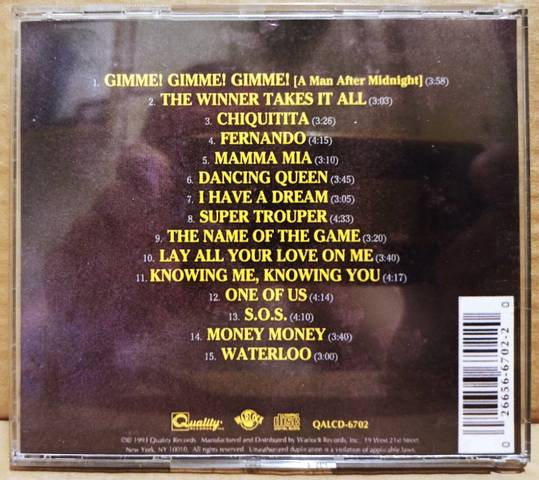 1. GIMME! GIMME! GIMME! [A Man After Midnight] (3:58)
2. THE WINNER TAKES IT ALL (3:03)
3. CHIQUITITA (3:26)
4. FERNANDO (4:15)
5. MAMMA MIA (3:10)
6. DANCING QUEEN (3:45)
7. I HAVE A DREAM (3:05)
8. SUPER TROUPER (4:33)
9. THE NAME OF THE GAME (3:20)
10. LAY ALL YOUR LOVE ON ME (3:40)
11. KNOWING ME, KNOWING YOU (4:17)
12. ONE OF US (4:14)
13. S.O.S. (4:10)
14. MONEY MONEY (3:40)
15. WATERLOO (3:00)
Quality RECORDS WARLOCK disc QALCD-6702
℗© 1993 Quality Records. Manufactured and Distributed by Warlock Records, Inc., 19 West 21st Street
New York, NY 10010. All rights reserved. Unauthorized duplication is a violation of applicable laws.
0 26656-6702-2 0